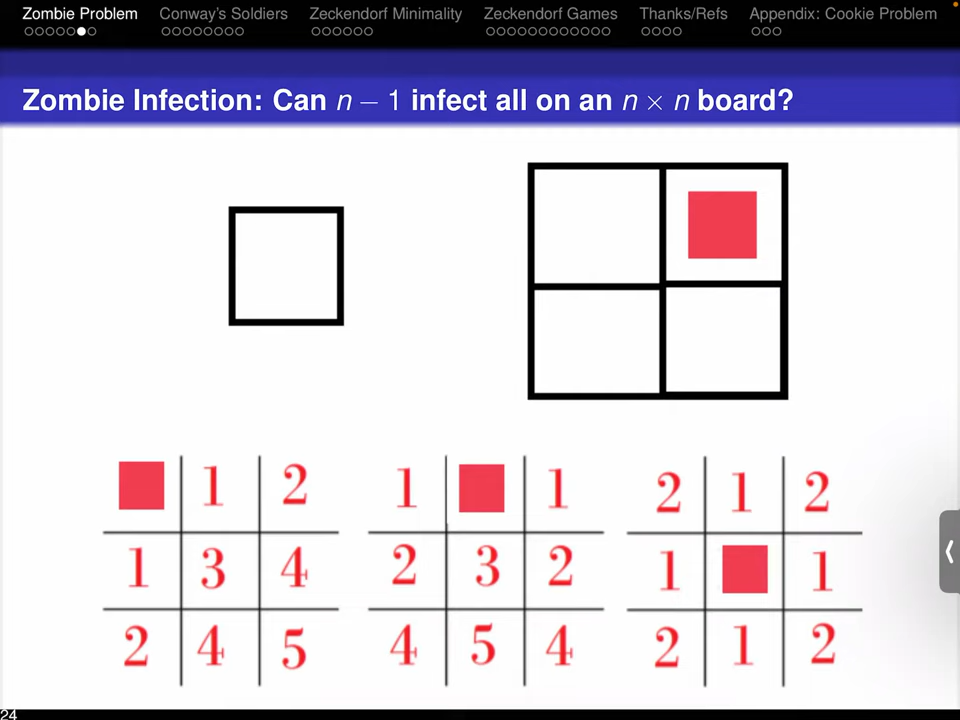 Zombie Problem Conway's Soldiers Zeckendorf Minimality Zeckendorf Games Thanks/Refs Appendix: Cookie Problem
Zombie Infection: Can n − 1 infect all on an n × n board?
1 2
1 3 4
2 4 5
1 1
2 3 2
4 5 4
2 1 2
1 1
2 1 2
24